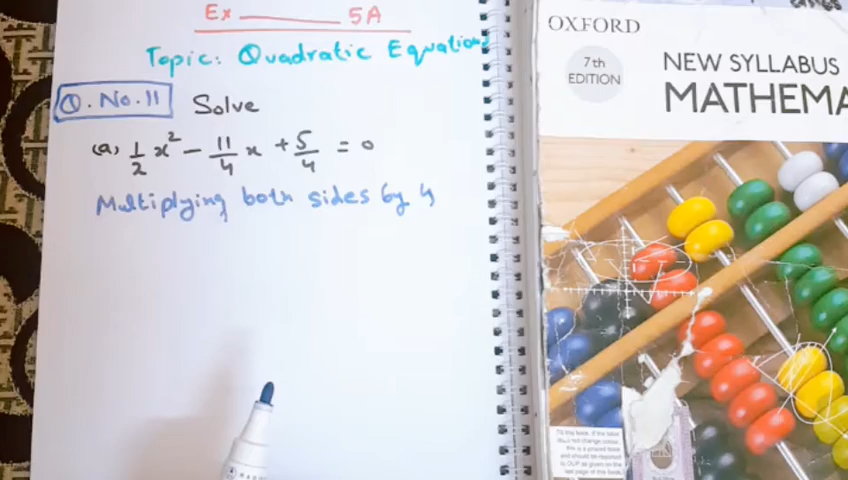 Ex ________ 5A
Topic: Quadratic Equations
Q. No. 11 Solve
(a) 1/2 x² − 11/4 x + 5/4 = 0
Multiplying both sides by 4
OXFORD
7th
EDITION
NEW SYLLABUS
MATHEMA